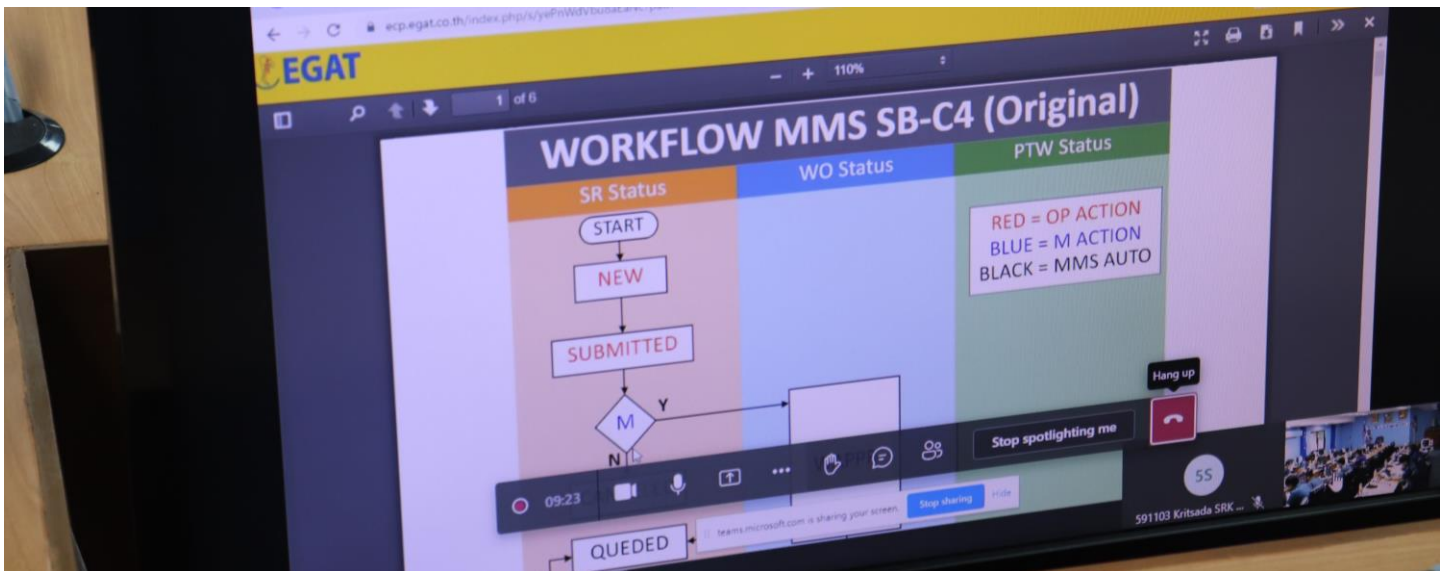 ecp.egat.co.th/index.php/s/
EGAT
1 of 6
110%
WORKFLOW MMS SB-C4 (Original)
SR Status
WO Status
PTW Status
START
NEW
SUBMITTED
M
Y
N
QUEDED
RED = OP ACTION
BLUE = M ACTION
BLACK = MMS AUTO
Hang up
09:23
Stop spotlighting me
teams.microsoft.com is sharing your screen.
Stop sharing
Hide
5S
591103 Kritsada SRK ...